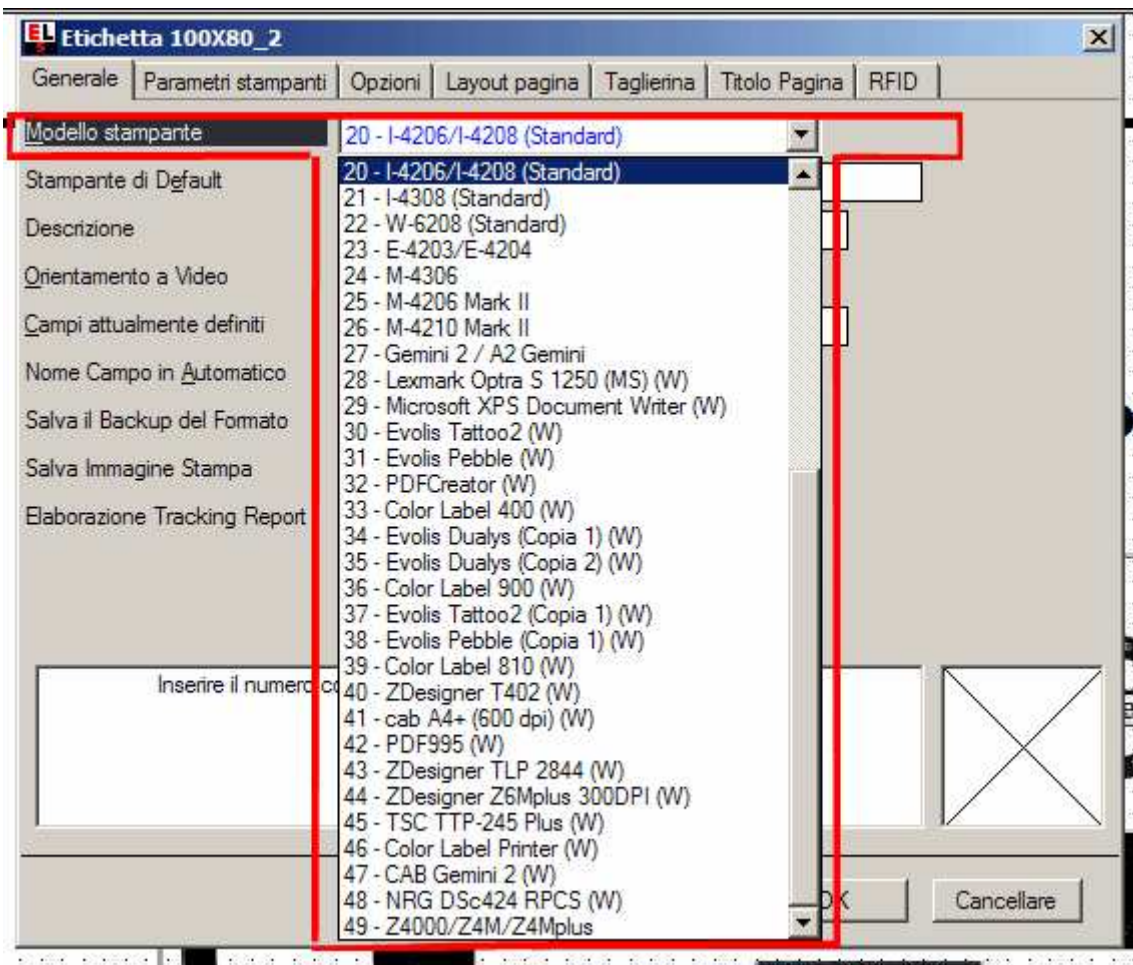 Etichetta 100X80_2
Generale Parametri stampanti Opzioni Layout pagina Taglierina Titolo Pagina RFID
Modello stampante 20 - I-4206/I-4208 (Standard)
Stampante di Default
Descrizione
Orientamento a Video
Campi attualmente definiti
Nome Campo in Automatico
Salva il Backup del Formato
Salva Immagine Stampa
Elaborazione Tracking Report
20 - I-4206/I-4208 (Standard)
21 - I-4308 (Standard)
22 - W-6208 (Standard)
23 - E-4203/E-4204
24 - M-4306
25 - M-4206 Mark II
26 - M-4210 Mark II
27 - Gemini 2 / A2 Gemini
28 - Lexmark Optra S 1250 (MS) (W)
29 - Microsoft XPS Document Writer (W)
30 - Evolis Tattoo2 (W)
31 - Evolis Pebble (W)
32 - PDFCreator (W)
33 - Color Label 400 (W)
34 - Evolis Dualys (Copia 1) (W)
35 - Evolis Dualys (Copia 2) (W)
36 - Color Label 900 (W)
37 - Evolis Tattoo2 (Copia 1) (W)
38 - Evolis Pebble (Copia 1) (W)
39 - Color Label 810 (W)
40 - ZDesigner T402 (W)
41 - cab A4+ (600 dpi) (W)
42 - PDF995 (W)
43 - ZDesigner TLP 2844 (W)
44 - ZDesigner Z6Mplus 300DPI (W)
45 - TSC TTP-245 Plus (W)
46 - Color Label Printer (W)
47 - CAB Gemini 2 (W)
48 - NRG DSc424 RPCS (W)
49 - Z4000/Z4M/Z4Mplus
Inserire il numero
Cancellare